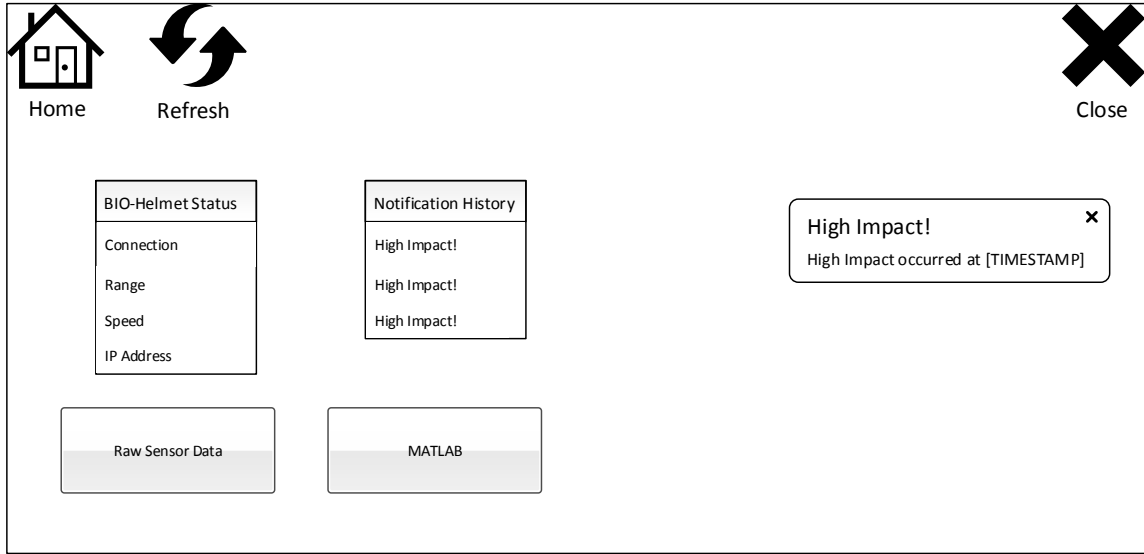 Home
Refresh
Close
BIO-Helmet Status
Connection
Range
Speed
IP Address
Notification History
High Impact!
High Impact!
High Impact!
High Impact!
High Impact occurred at [TIMESTAMP]
Raw Sensor Data
MATLAB